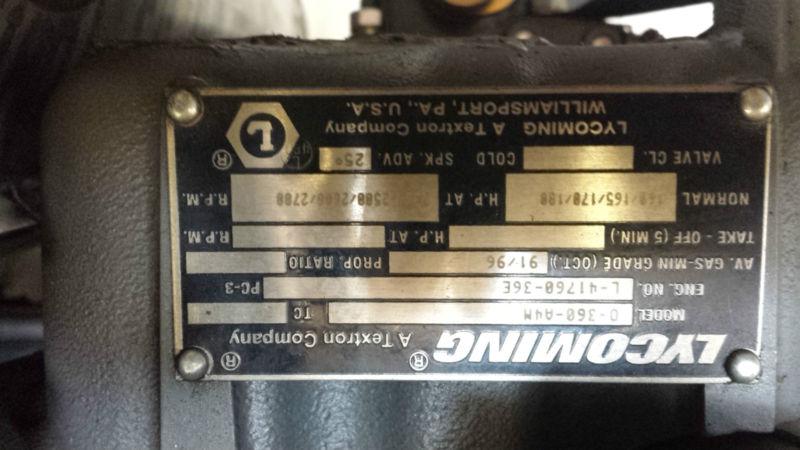 LYCOMING ® A Textron Company ®
MODEL O-360-A4M TC
ENG. NO. L-41760-36E PC-3
AV. GAS-MIN GRADE (OCT.) 91/96 PROP. RATIO
TAKE - OFF (5 MIN.) H.P. AT R.P.M.
NORMAL 160/165/170/180 H.P. AT /2500/2600/2700 R.P.M.
VALVE CL. COLD SPK. ADV. 25° ®
LYCOMING A Textron Company L
WILLIAMSPORT, PA., U.S.A.